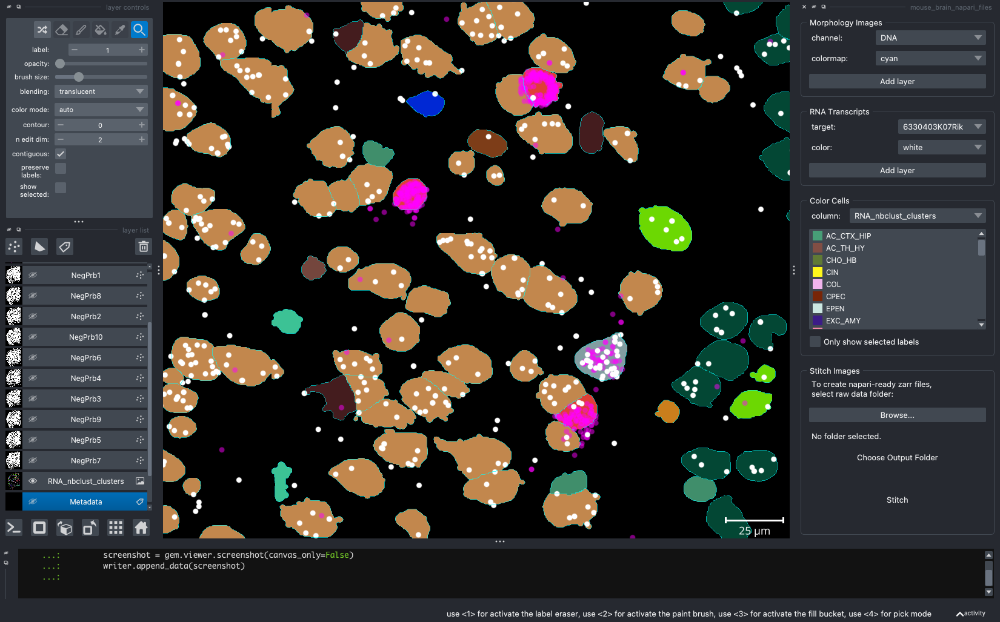 layer controls
label:
1
opacity:
brush size:
blending:
translucent
color mode:
auto
contour:
0
n edit dim:
2
contiguous:
preserve
labels:
show
selected:
layer list
NegPrb1
NegPrb8
NegPrb2
NegPrb10
NegPrb6
NegPrb4
NegPrb3
NegPrb9
NegPrb5
NegPrb7
RNA_nbclust_clusters
Metadata
25 µm
mouse_brain_napari_files
Morphology Images
channel:
DNA
colormap:
cyan
Add layer
RNA Transcripts
target:
6330403K07Rik
color:
white
Add layer
Color Cells
column:
RNA_nbclust_clusters
AC_CTX_HIP
AC_TH_HY
CHO_HB
CIN
COL
CPEC
EPEN
EXC_AMY
Only show selected labels
Stitch Images
To create napari-ready zarr files,
select raw data folder:
Browse...
No folder selected.
Choose Output Folder
Stitch
...: screenshot = gem.viewer.screenshot(canvas_only=False)
...: writer.append_data(screenshot)
...:
use <1> for activate the label eraser, use <2> for activate the paint brush, use <3> for activate the fill bucket, use <4> for pick mode
activity